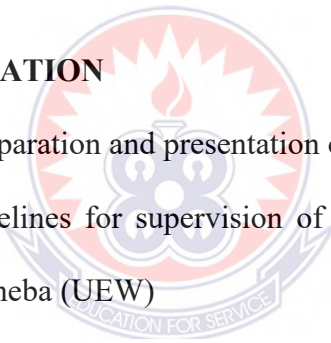 ATION
paration and presentation o
elines for supervision of
neba (UEW)
EDUCATION FOR SERVICE